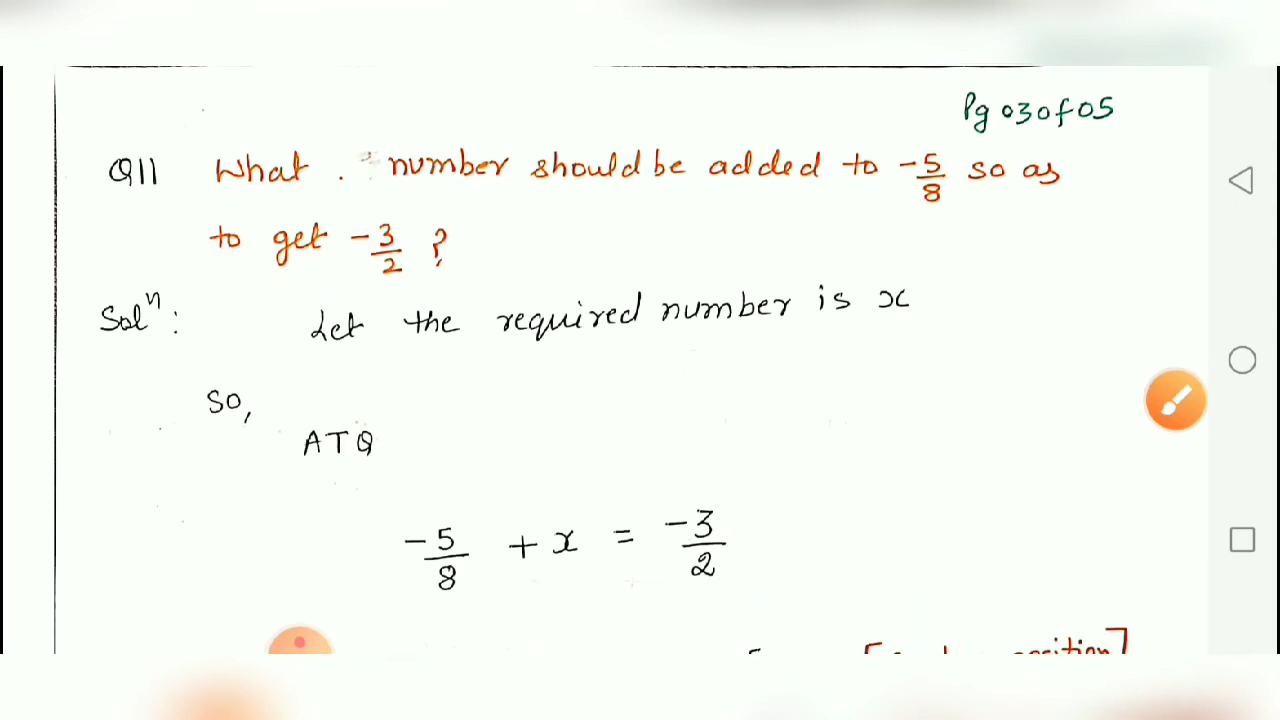 Pg 03 of 05
Q11 What . number should be added to -5/8 so as
to get -3/2 ?
Solⁿ: Let the required number is x
So,
ATQ
-5/8 + x = -3/2